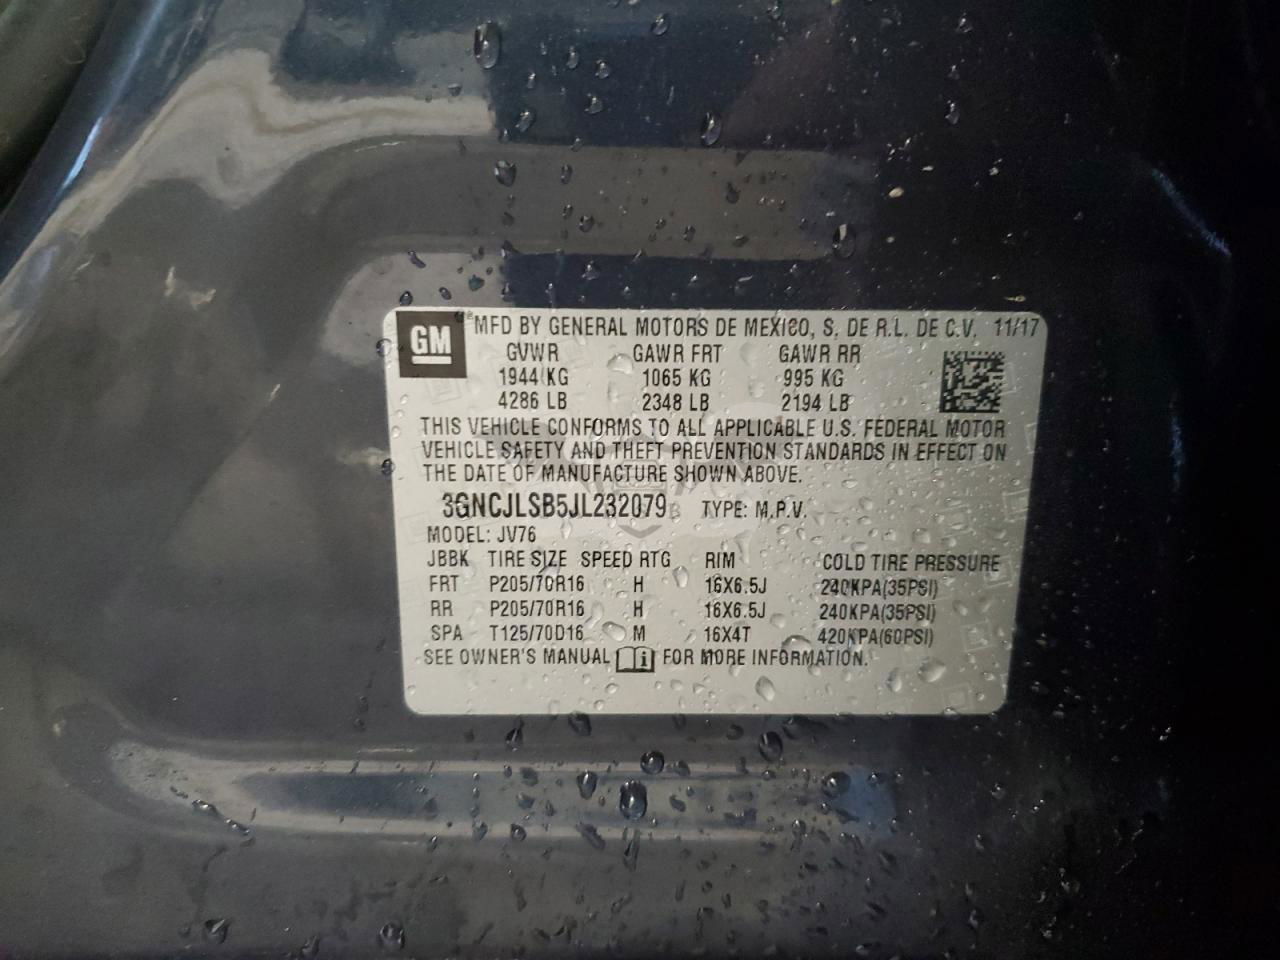 GM MFD BY GENERAL MOTORS DE MEXICO, S. DE R.L. DE C.V. 11/17
GVWR GAWR FRT GAWR RR
1944 KG 1065 KG 995 KG
4286 LB 2348 LB 2194 LB
THIS VEHICLE CONFORMS TO ALL APPLICABLE U.S. FEDERAL MOTOR
VEHICLE SAFETY AND THEFT PREVENTION STANDARDS IN EFFECT ON
THE DATE OF MANUFACTURE SHOWN ABOVE.
3GNCJLSB5JL232079 TYPE: M.P.V.
MODEL: JV76
JBBK TIRE SIZE SPEED RTG RIM COLD TIRE PRESSURE
FRT P205/70R16 H 16X6.5J 240KPA(35PSI)
RR P205/70R16 H 16X6.5J 240KPA(35PSI)
SPA T125/70D16 M 16X4T 420KPA(60PSI)
SEE OWNER'S MANUAL FOR MORE INFORMATION.